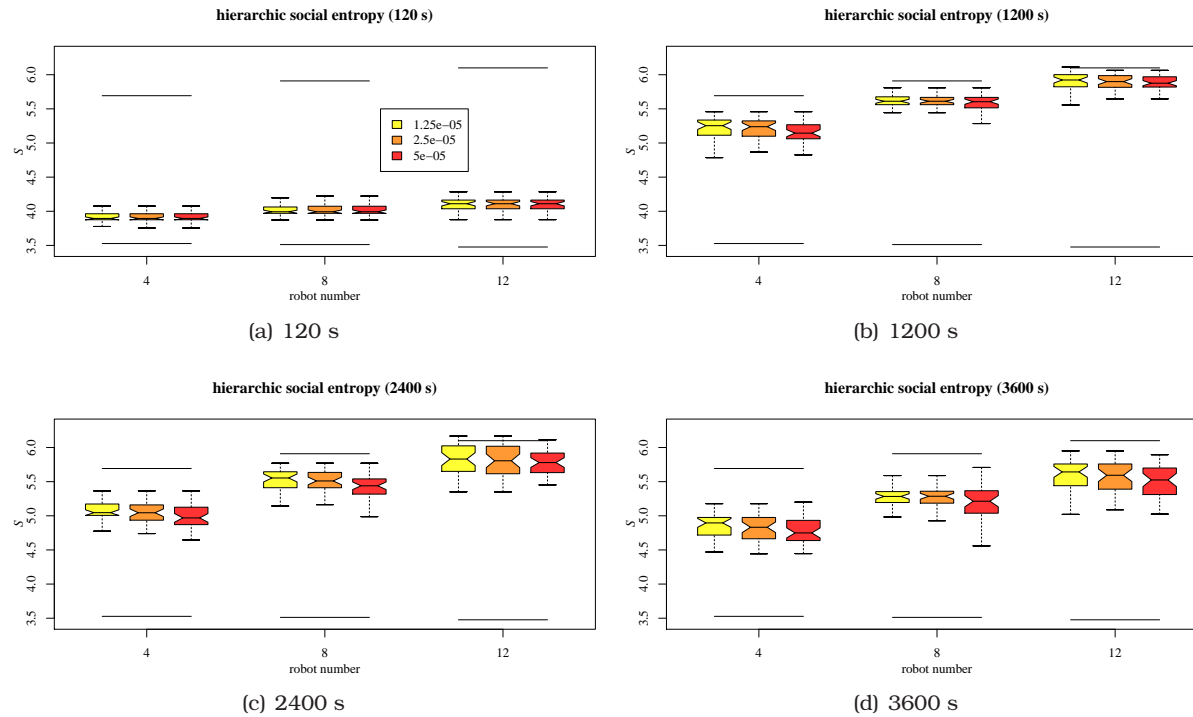 hierarchic social entropy (120 s)
S
3.5 4.0 4.5 5.0 5.5 6.0
1.25e−05
2.5e−05
5e−05
4 8 12
robot number
(a) 120 s
hierarchic social entropy (1200 s)
S
3.5 4.0 4.5 5.0 5.5 6.0
4 8 12
robot number
(b) 1200 s
hierarchic social entropy (2400 s)
S
3.5 4.0 4.5 5.0 5.5 6.0
4 8 12
robot number
(c) 2400 s
hierarchic social entropy (3600 s)
S
3.5 4.0 4.5 5.0 5.5 6.0
4 8 12
robot number
(d) 3600 s